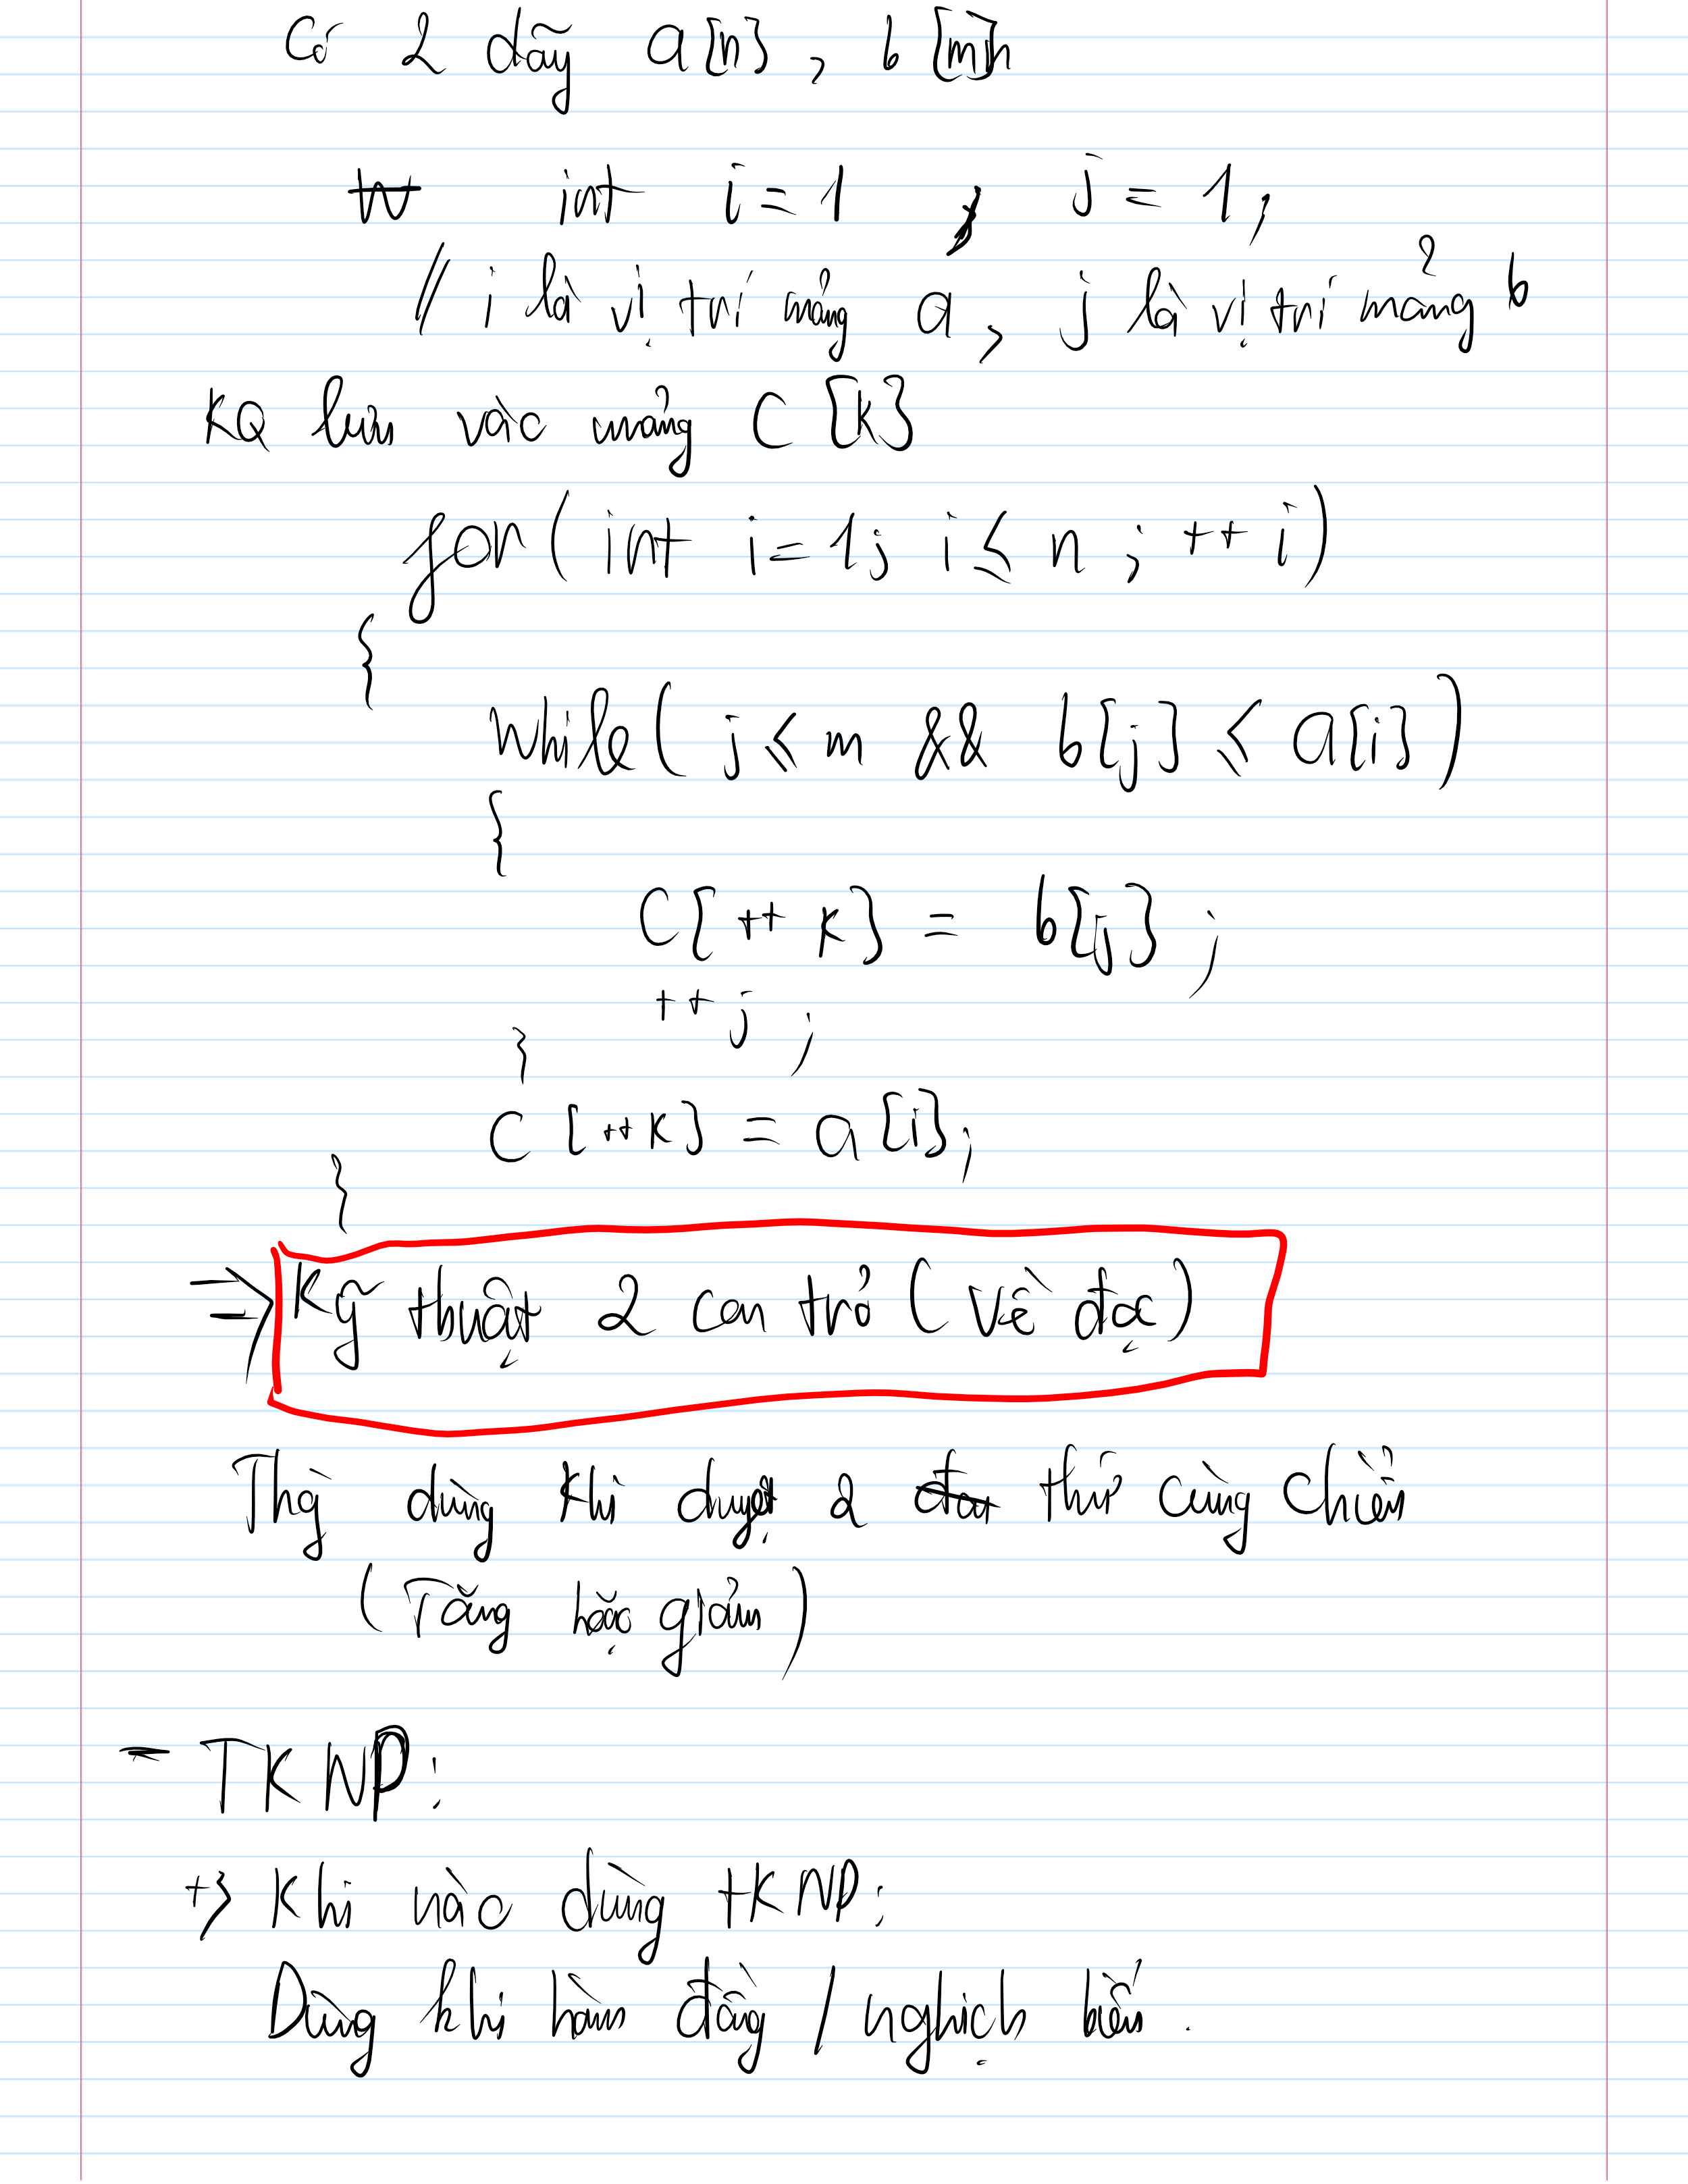 Có 2 dãy a[n], b[m]
int i = 1, j = 1;
// i là vị trí mảng a, j là vị trí mảng b
KQ lưu vào mảng C[k]
for(int i=1; i≤n; ++i)
{
while(j≤m && b[j] ≤ a[i])
{
C[++k] = b[j];
++j;
}
C[++k] = a[i];
}
⇒ Kỹ thuật 2 con trỏ (Về đọc)
Thg dùng khi duyệt 2 thứ cùng chiều
(Tăng hoặc giảm)
- TKNP:
+> Khi nào dùng tKNP:
Dùng khi hàm đồng / nghịch biến.